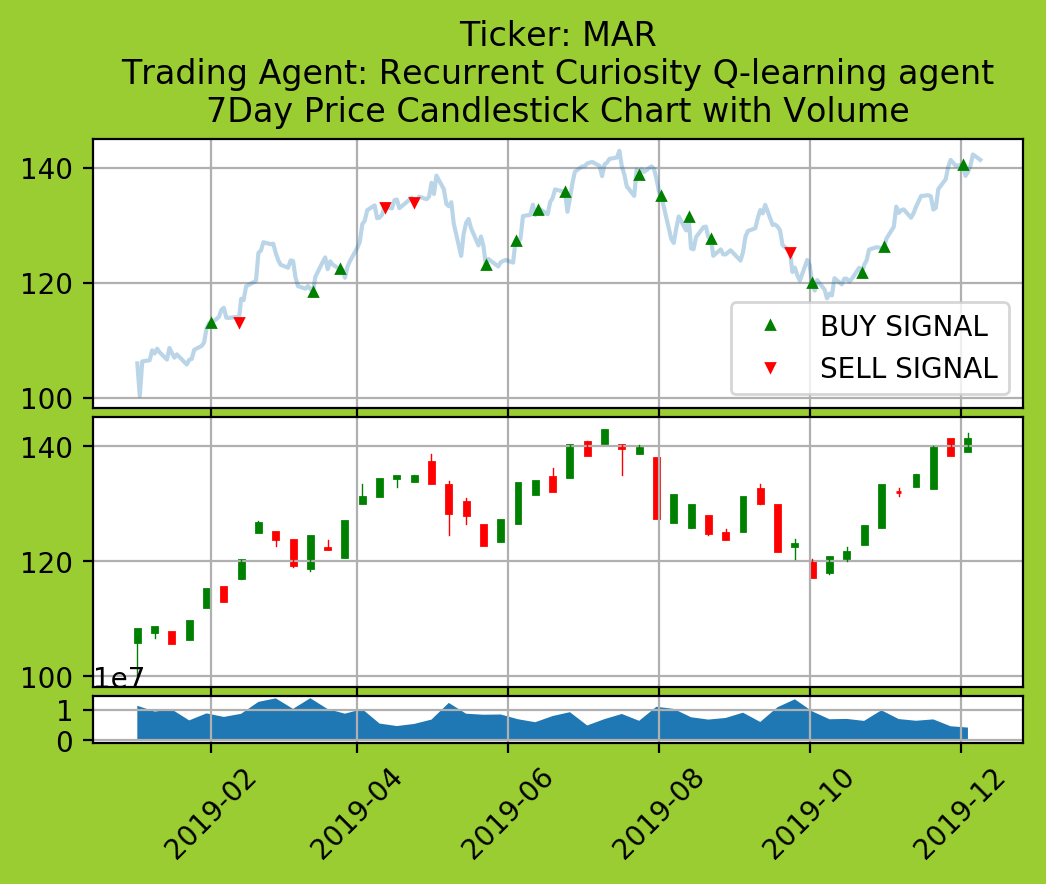 Ticker: MAR
Trading Agent: Recurrent Curiosity Q-learning agent
7Day Price Candlestick Chart with Volume
140
120
100
BUY SIGNAL
SELL SIGNAL
140
120
100
1e7
1
0
2019-02
2019-04
2019-06
2019-08
2019-10
2019-12